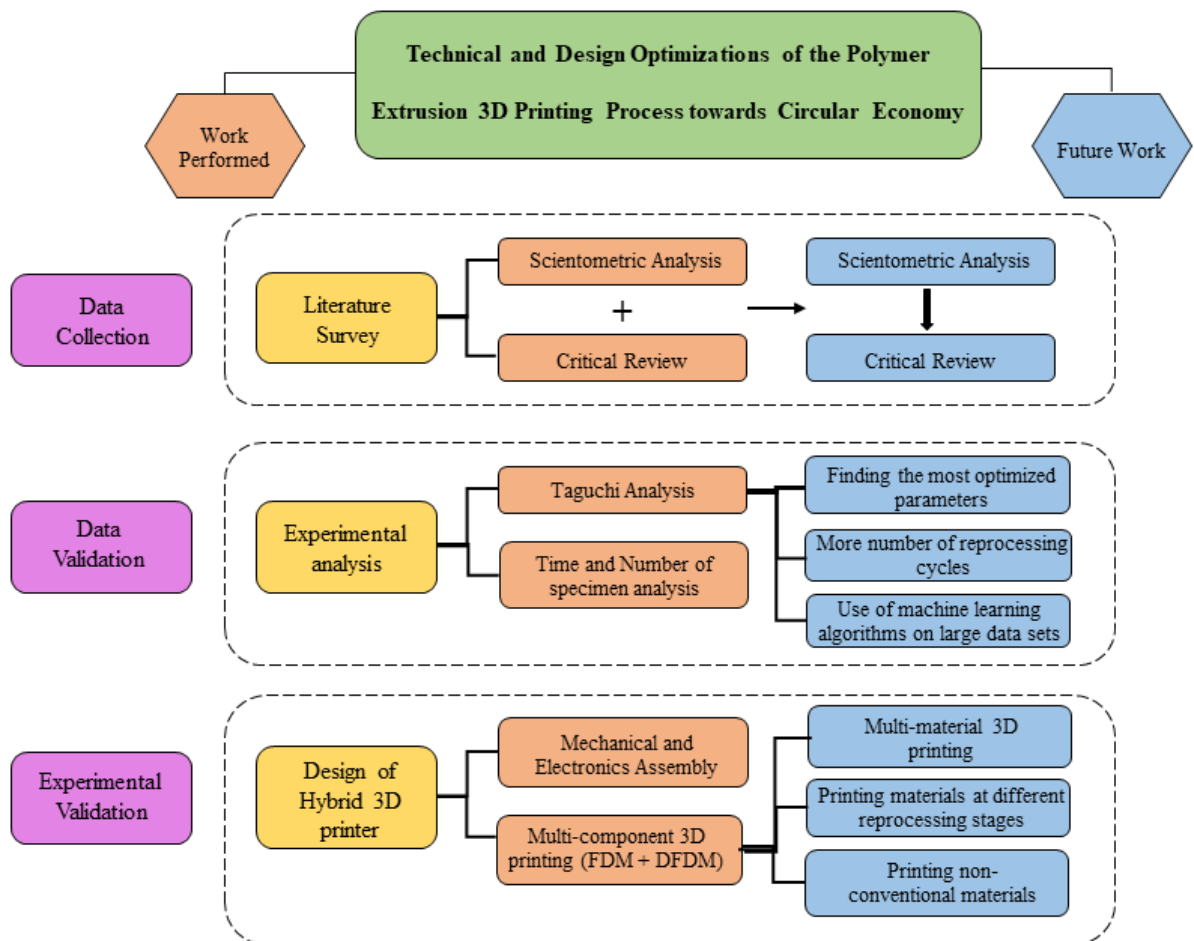 Technical and Design Optimizations of the Polymer
Extrusion 3D Printing Process towards Circular Economy
Work
Performed
Future Work
Data
Collection
Literature
Survey
Scientometric Analysis
+
Critical Review
Scientometric Analysis
Critical Review
Data
Validation
Experimental
analysis
Taguchi Analysis
Time and Number of
specimen analysis
Finding the most optimized
parameters
More number of reprocessing
cycles
Use of machine learning
algorithms on large data sets
Experimental
Validation
Design of
Hybrid 3D
printer
Mechanical and
Electronics Assembly
Multi-component 3D
printing (FDM + DFDM)
Multi-material 3D
printing
Printing materials at different
reprocessing stages
Printing non-
conventional materials